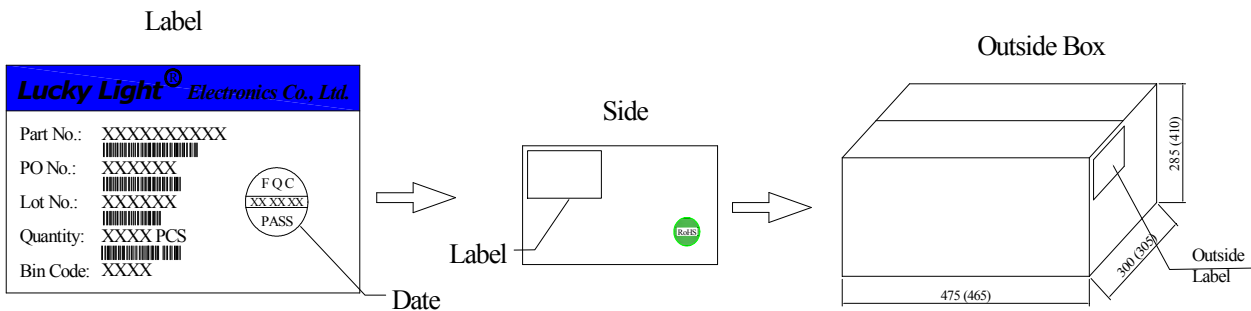 Label
Lucky Light® Electronics Co., Ltd.
Part No.: XXXXXXXXXX
PO No.: XXXXXX
Lot No.: XXXXXX
Quantity: XXXX PCS
Bin Code: XXXX
FQC
XX XX XX
PASS
Date
Side
Label
RoHS
Outside Box
285 (410)
300 (305)
475 (465)
Outside
Label